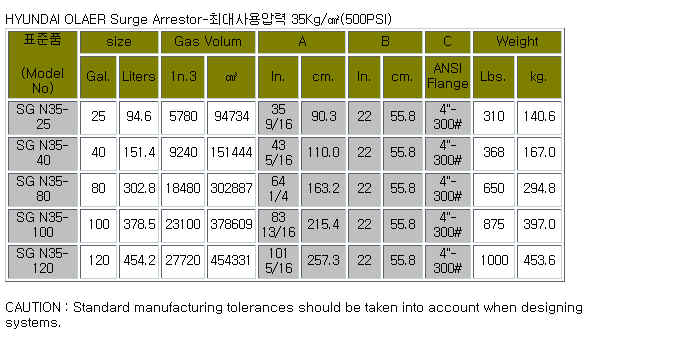 HYUNDAI OLAER Surge Arrestor-최대사용압력 35Kg/㎠(500PSI)
표준품 (Model No) size Gas Volum A B C Weight
Gal. Liters 1n.3 ㎤ In. cm. In. cm. ANSI Flange Lbs. kg.
SG N35-25 25 94.6 5780 94734 35 9/16 90.3 22 55.8 4"-300# 310 140.6
SG N35-40 40 151.4 9240 151444 43 5/16 110.0 22 55.8 4"-300# 368 167.0
SG N35-80 80 302.8 18480 302887 64 1/4 163.2 22 55.8 4"-300# 650 294.8
SG N35-100 100 378.5 23100 378609 83 13/16 215.4 22 55.8 4"-300# 875 397.0
SG N35-120 120 454.2 27720 454331 101 5/16 257.3 22 55.8 4"-300# 1000 453.6
CAUTION : Standard manufacturing tolerances should be taken into account when designing
systems.